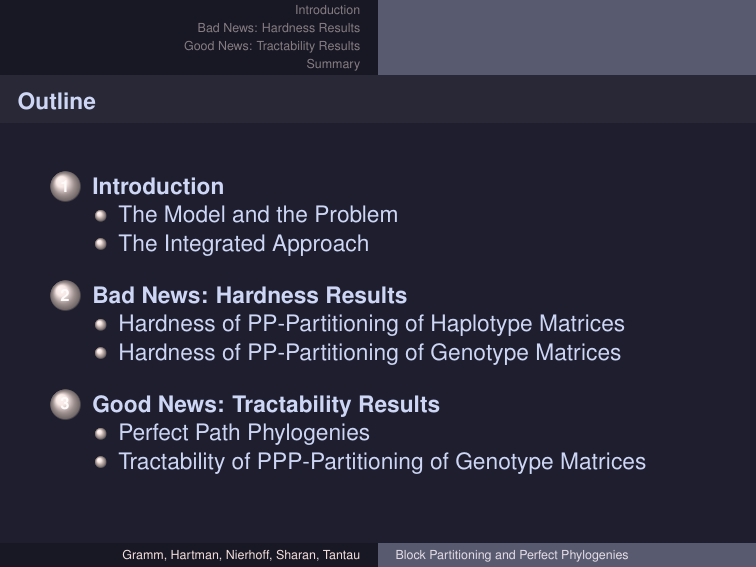 Introduction
Bad News: Hardness Results
Good News: Tractability Results
Summary
Outline
1 Introduction
The Model and the Problem
The Integrated Approach
2 Bad News: Hardness Results
Hardness of PP-Partitioning of Haplotype Matrices
Hardness of PP-Partitioning of Genotype Matrices
3 Good News: Tractability Results
Perfect Path Phylogenies
Tractability of PPP-Partitioning of Genotype Matrices
Gramm, Hartman, Nierhoff, Sharan, Tantau
Block Partitioning and Perfect Phylogenies